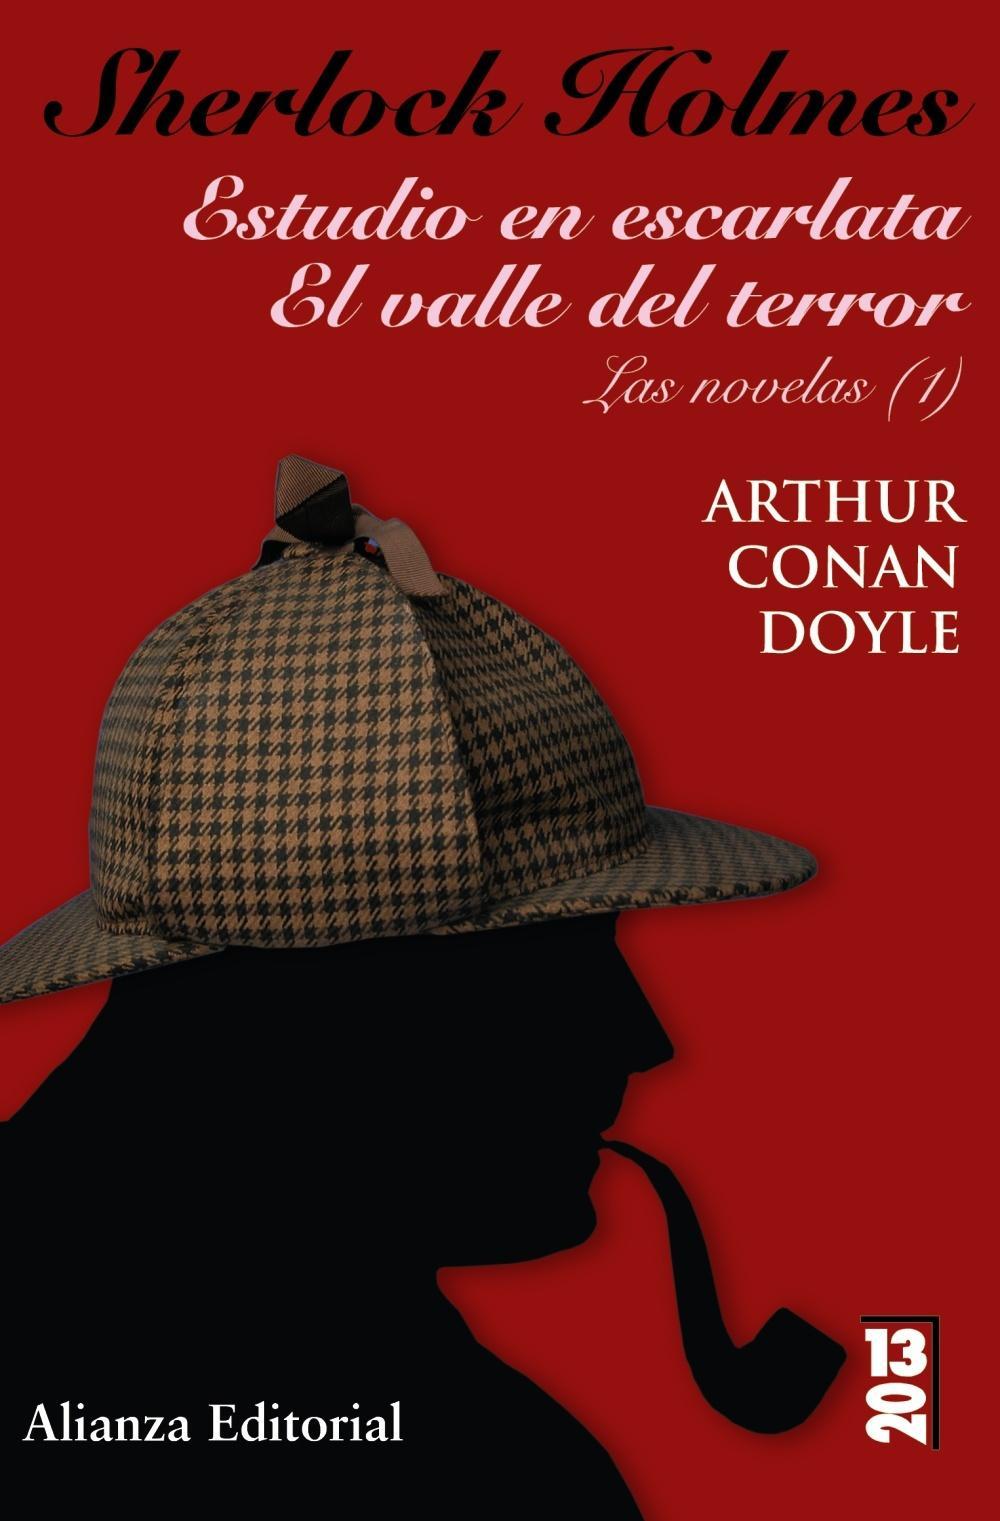 Sherlock Holmes
Estudio en escarlata
El valle del terror
Las novelas (1)
ARTHUR
CONAN
DOYLE
Alianza Editorial
13
20